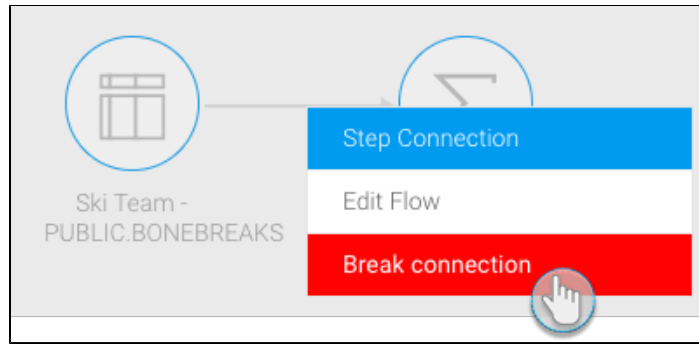 Step Connection
Edit Flow
Ski Team -
PUBLIC.BONEBREAKS
Break connection